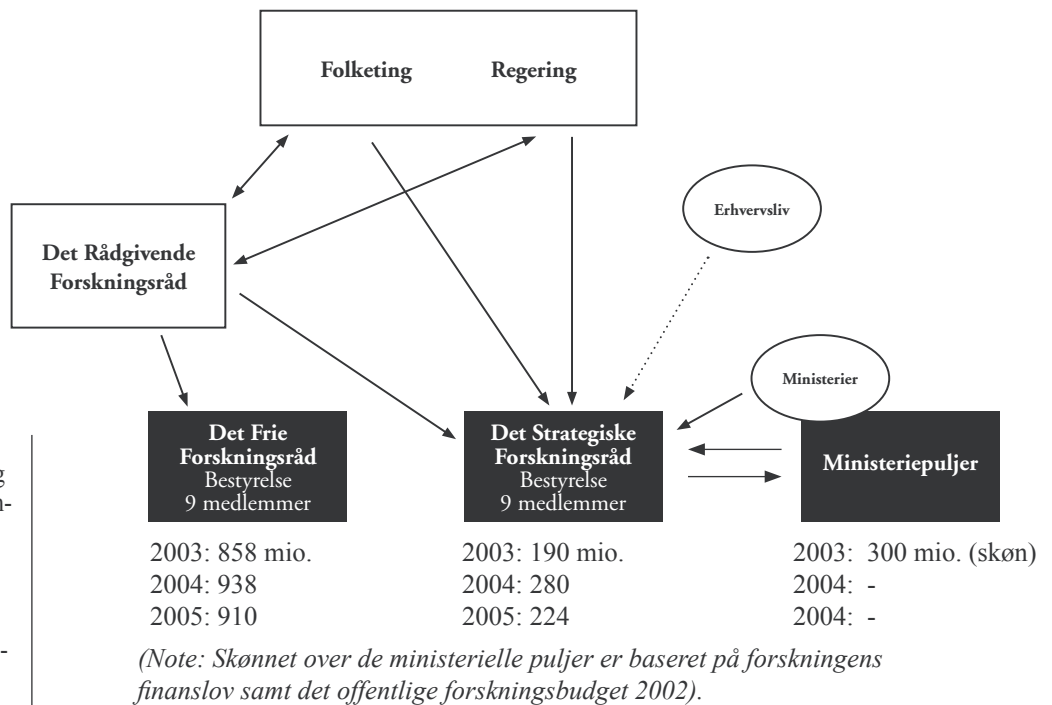 Folketing Regering
Erhvervsliv
Det Rådgivende
Forskningsråd
Ministerier
Det Frie
Forskningsråd
Bestyrelse
9 medlemmer
Det Strategiske
Forskningsråd
Bestyrelse
9 medlemmer
Ministeriepuljer
g
n-
-
2003: 858 mio.
2004: 938
2005: 910
2003: 190 mio.
2004: 280
2005: 224
2003: 300 mio. (skøn)
2004: -
2004: -
(Note: Skønnet over de ministerielle puljer er baseret på forskningens
finanslov samt det offentlige forskningsbudget 2002).